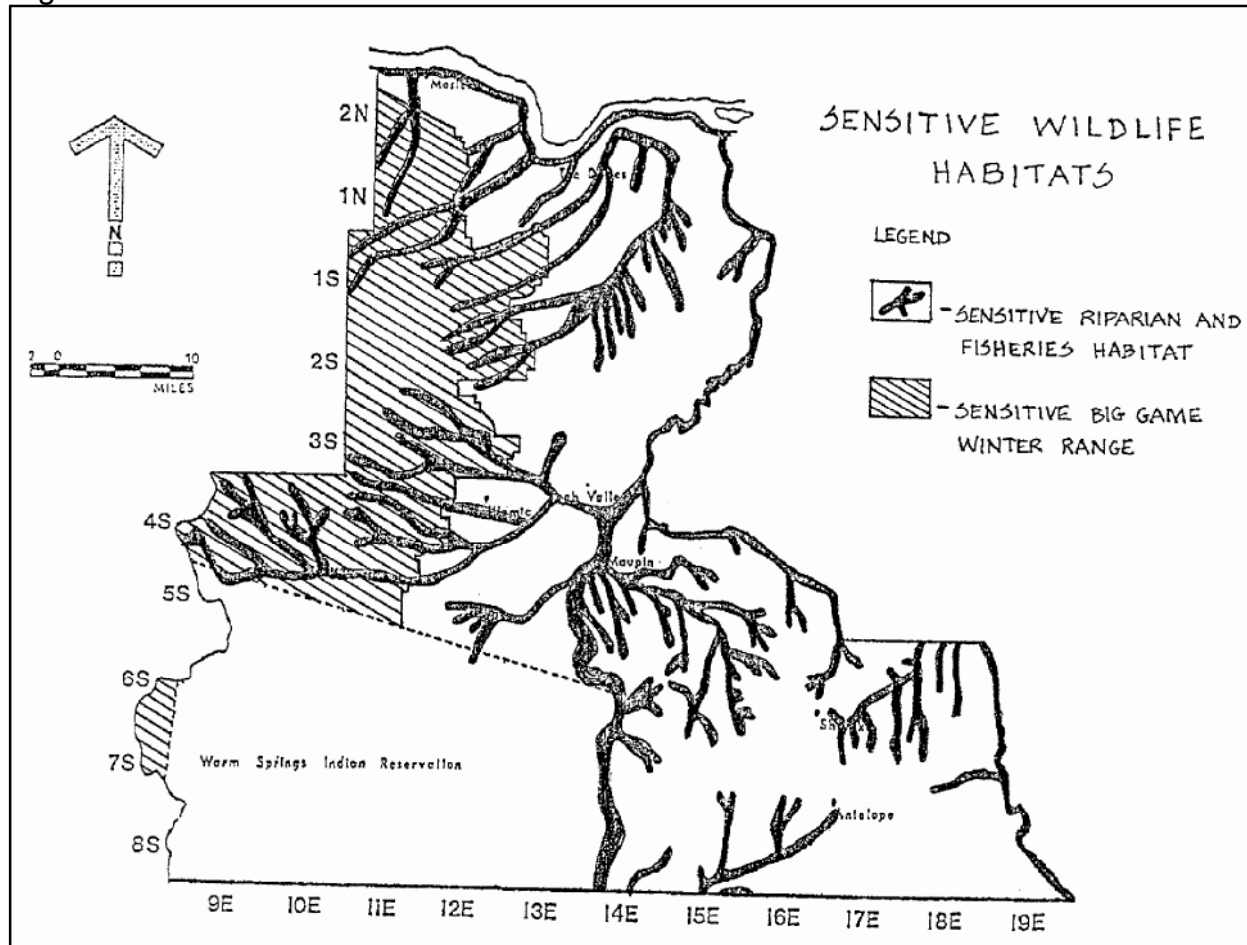 SENSITIVE WILDLIFE
HABITATS
LEGEND
-SENSITIVE RIPARIAN AND
FISHERIES HABITAT
-SENSITIVE BIG GAME
WINTER RANGE
N
0 10
MILES
2N
1N
1S
2S
3S
4S
5S
6S
7S
8S
Maupin
Warm Springs Indian Reservation
Antelope
9E 10E 11E 12E 13E 14E 15E 16E 17E 18E 19E